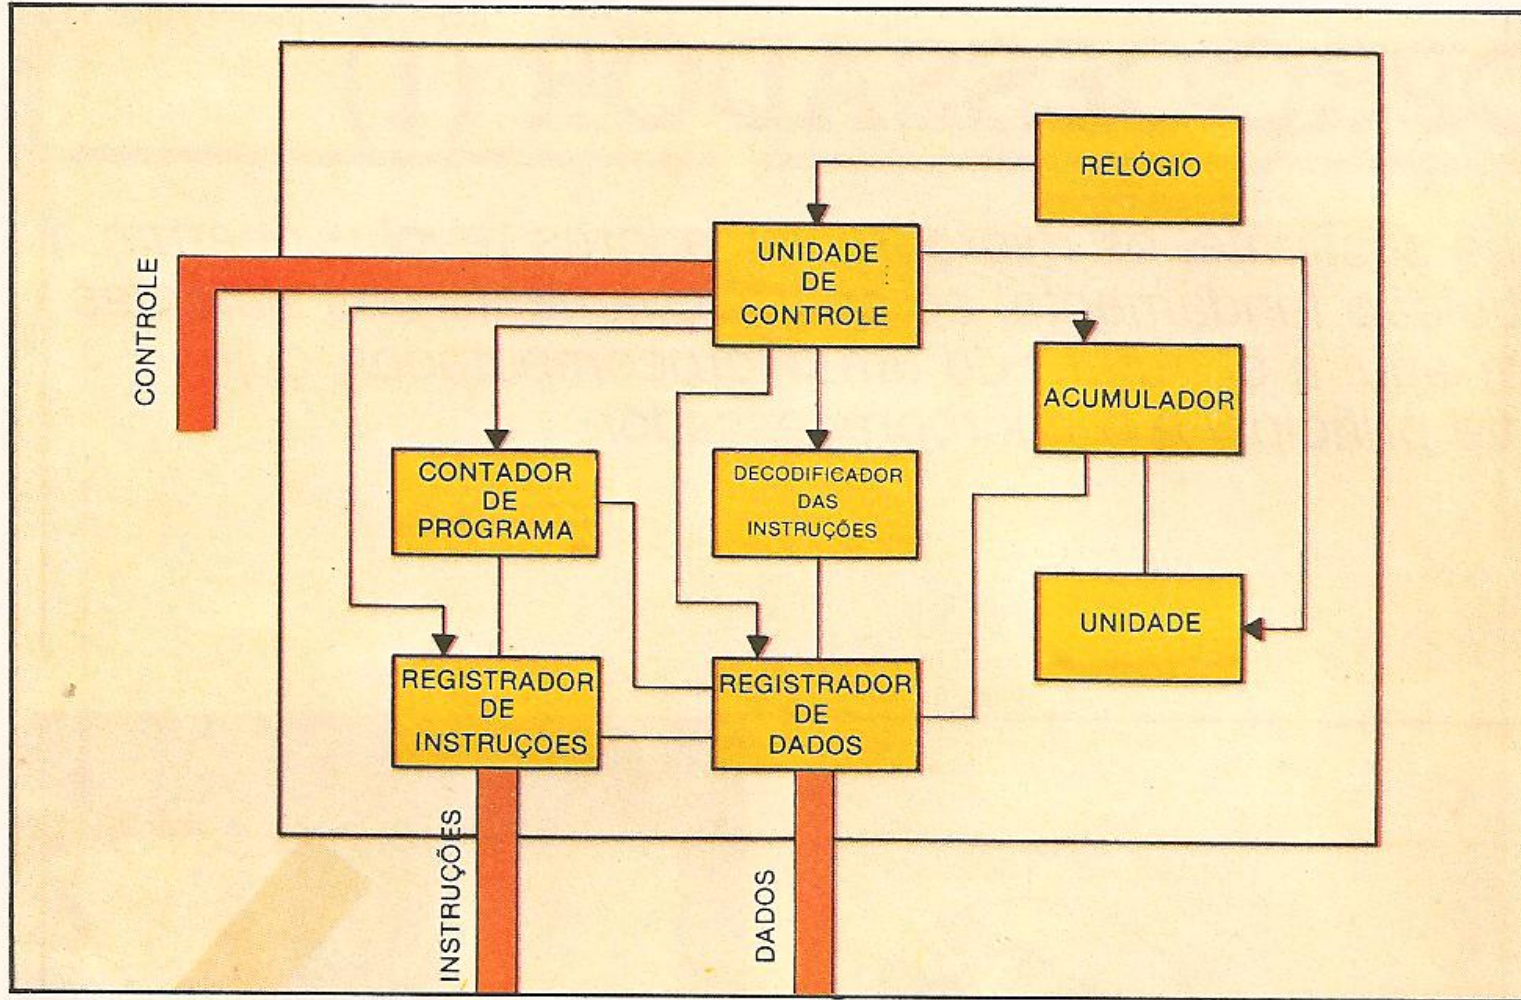 RELÓGIO
UNIDADE
DE
CONTROLE
CONTROLE
ACUMULADOR
CONTADOR
DE
PROGRAMA
DECODIFICADOR
DAS
INSTRUÇÕES
UNIDADE
REGISTRADOR
DE
INSTRUÇOES
REGISTRADOR
DE
DADOS
INSTRUÇÕES
DADOS